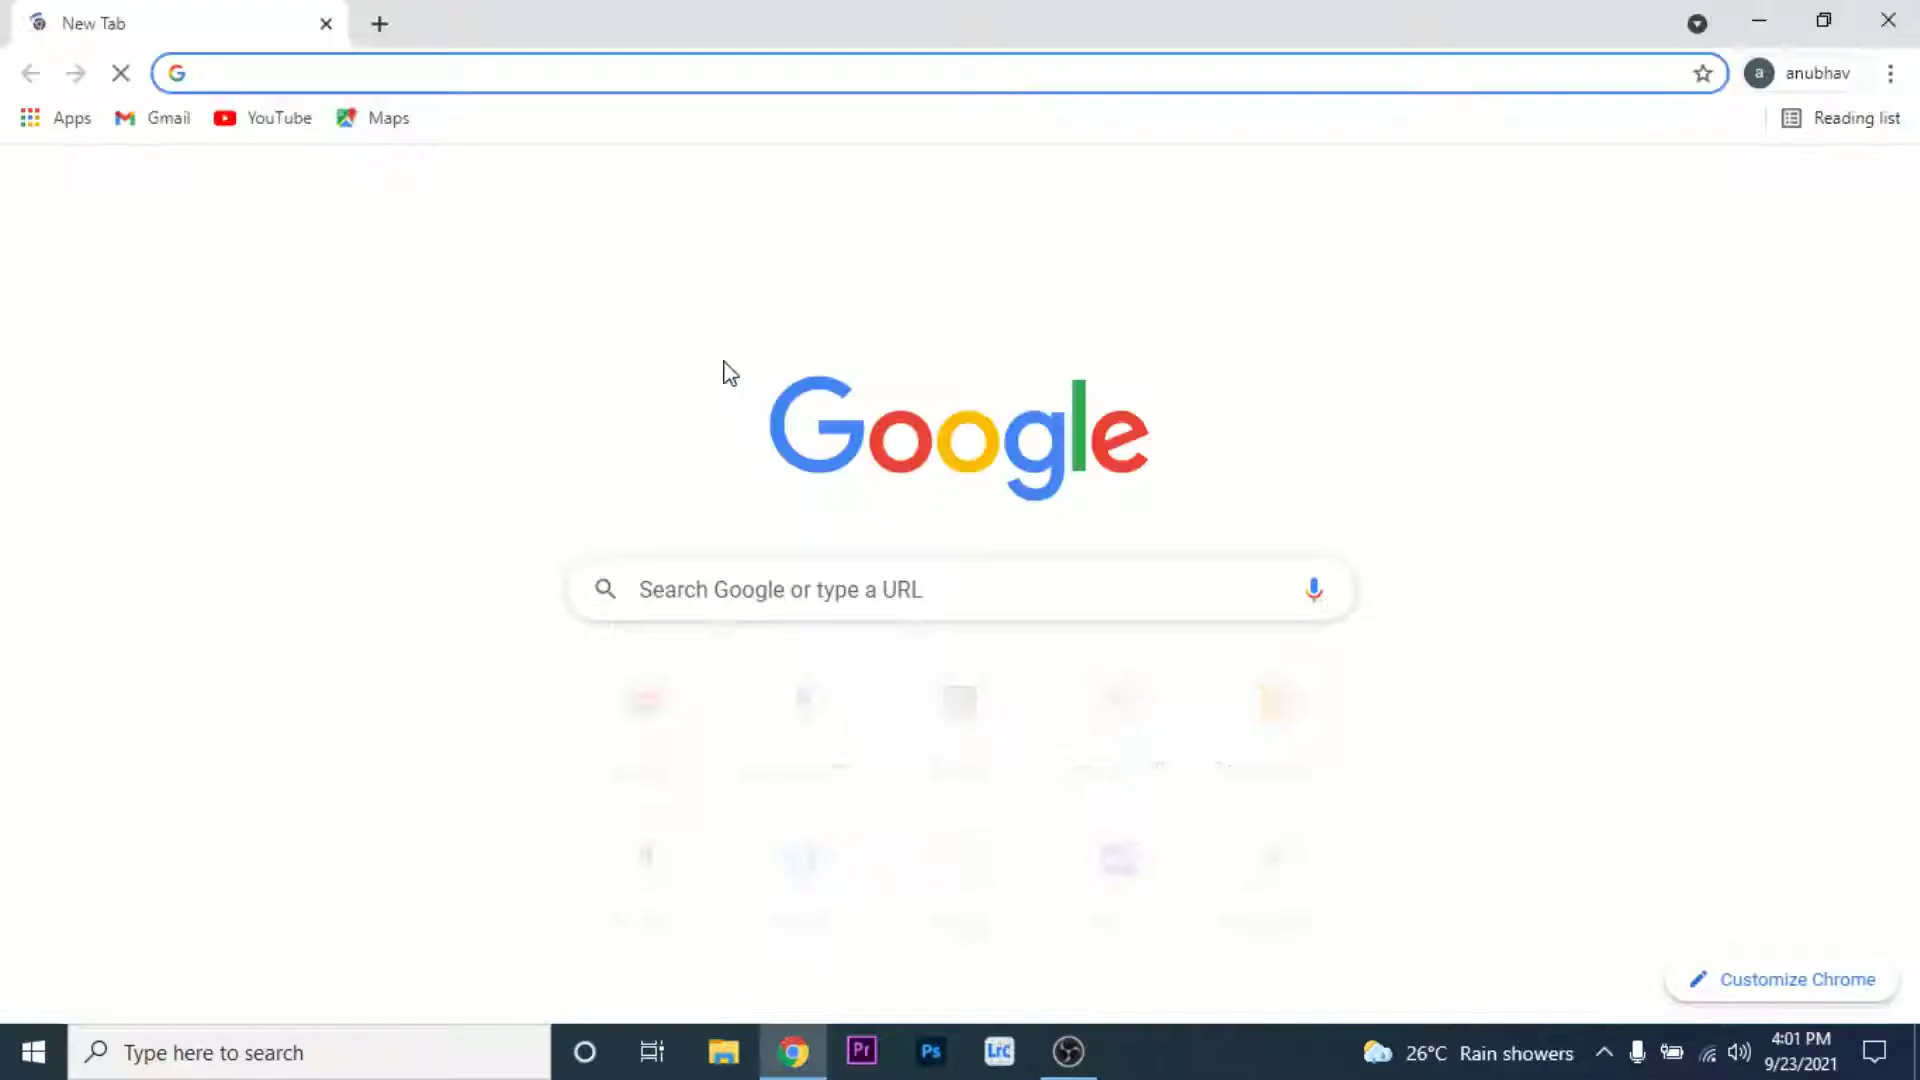 New Tab
a anubhav
Apps Gmail YouTube Maps Reading list
Google
Search Google or type a URL
Customize Chrome
Type here to search Pr Ps Lrc 26°C Rain showers 4:01 PM
9/23/2021